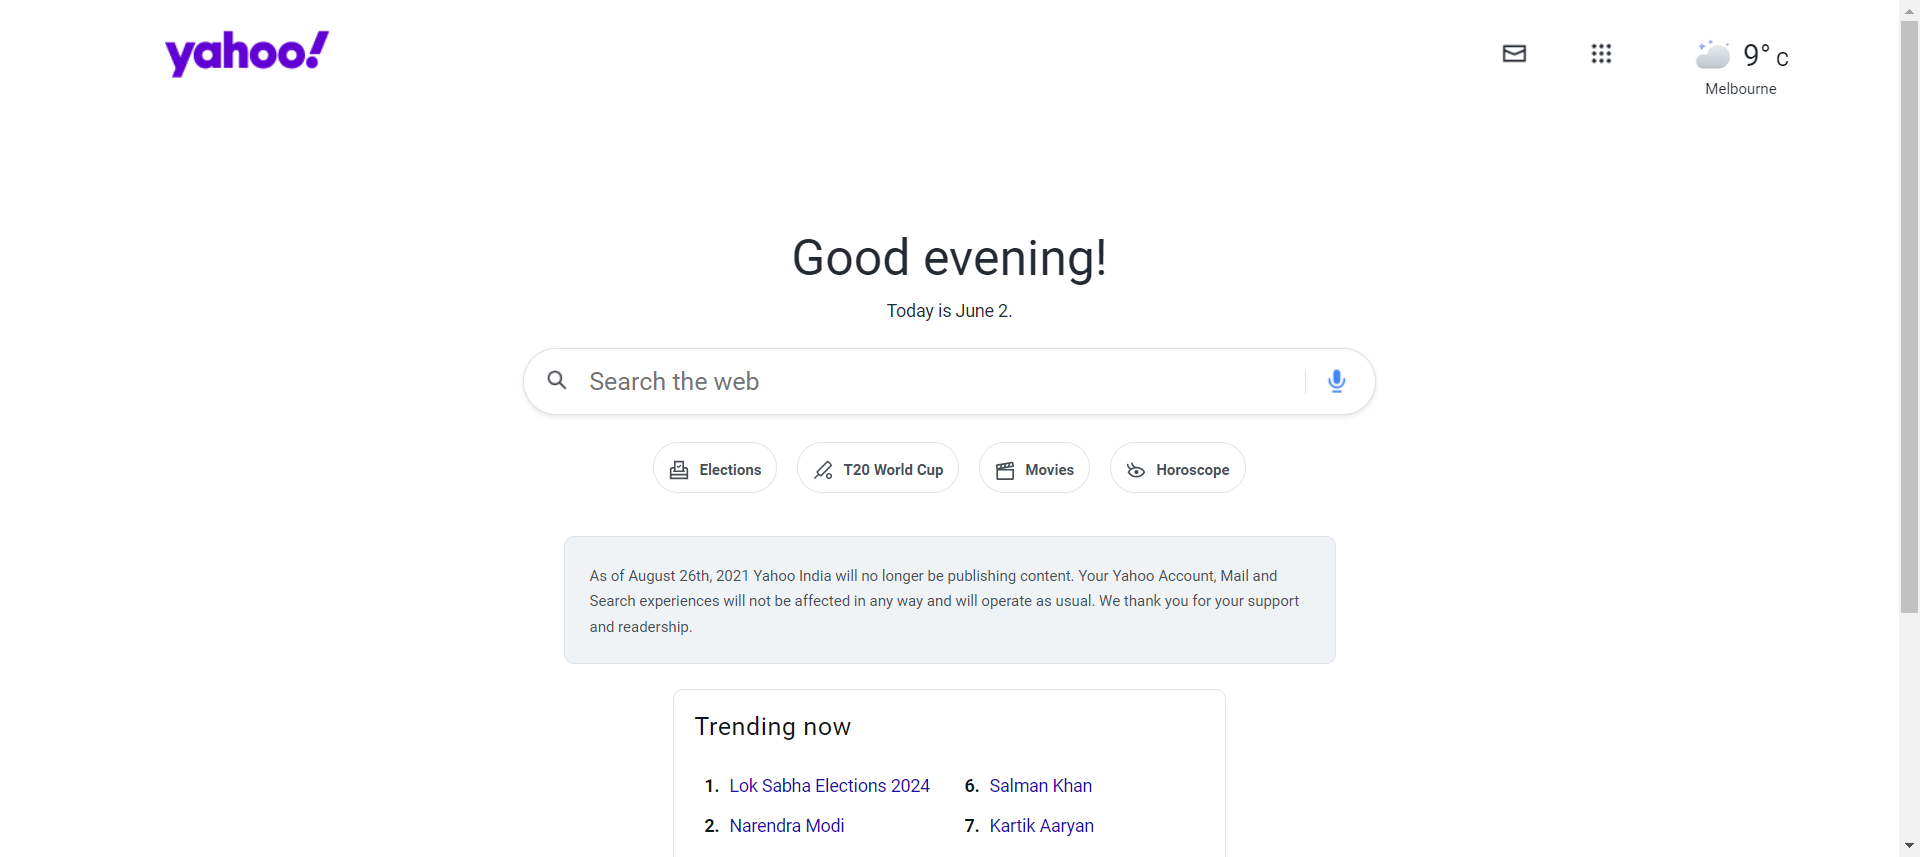 yahoo!
9° C
Melbourne
Good evening!
Today is June 2.
Search the web
Elections
T20 World Cup
Movies
Horoscope
As of August 26th, 2021 Yahoo India will no longer be publishing content. Your Yahoo Account, Mail and
Search experiences will not be affected in any way and will operate as usual. We thank you for your support
and readership.
Trending now
1. Lok Sabha Elections 2024
2. Narendra Modi
6. Salman Khan
7. Kartik Aaryan